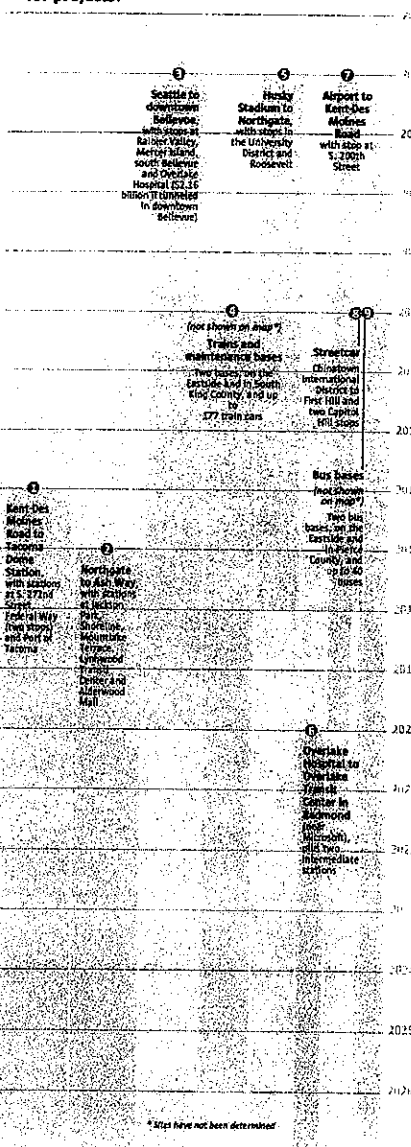 for projects:
3
Seattle to
downtown
Bellevue,
with stops at
Rainier Valley,
Mercer Island,
south Bellevue
and Overlake
Hospital ($2.16
billion if tunneled
in downtown
Bellevue)
5
Husky
Stadium to
Northgate,
with stops in
the University
District and
Roosevelt
7
Airport to
Kent-Des
Moines
Road
with stop at
S. 200th
Street
4
(not shown on map*)
Trains and
maintenance bases
Two bases, on the
Eastside and in South
King County, and up
to
177 train cars
8
Streetcar
Chinatown
International
District to
First Hill and
two Capitol
Hill stops
9
Bus bases
(not shown
on map*)
Two bus
bases, on the
Eastside and
in Pierce
County, and
up to 40
buses
1
Kent-Des
Moines
Road to
Tacoma
Dome
Station,
with stations
at S. 272nd
Street,
Federal Way
(two stops)
and Port of
Tacoma
2
Northgate
to Ash Way,
with stations
at Jackson
Park,
Shoreline,
Mountlake
Terrace,
Lynnwood
Transit
Center and
Alderwood
Mall
6
Overlake
Hospital to
Overlake
Transit
Center in
Redmond
(near
Microsoft),
and two
intermediate
stations
* Sites have not been determined